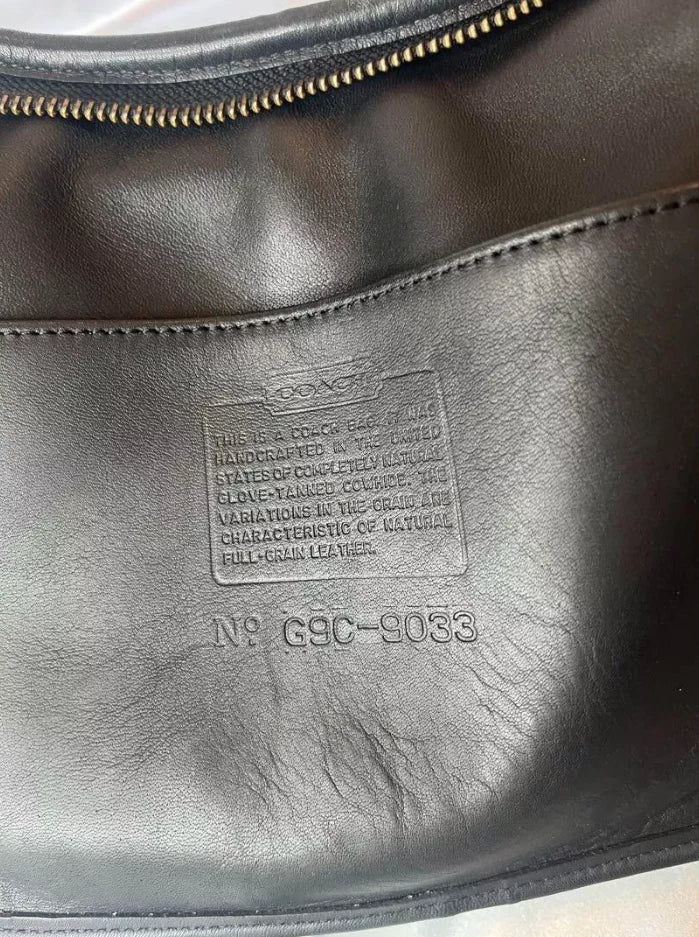 COACH
THIS IS A COACH BAG. IT WAS
HANDCRAFTED IN THE UNITED
STATES OF COMPLETELY NATURAL
GLOVE-TANNED COWHIDE. THE
VARIATIONS IN THE GRAIN ARE
CHARACTERISTIC OF NATURAL
FULL-GRAIN LEATHER.
Nº G9C-9033